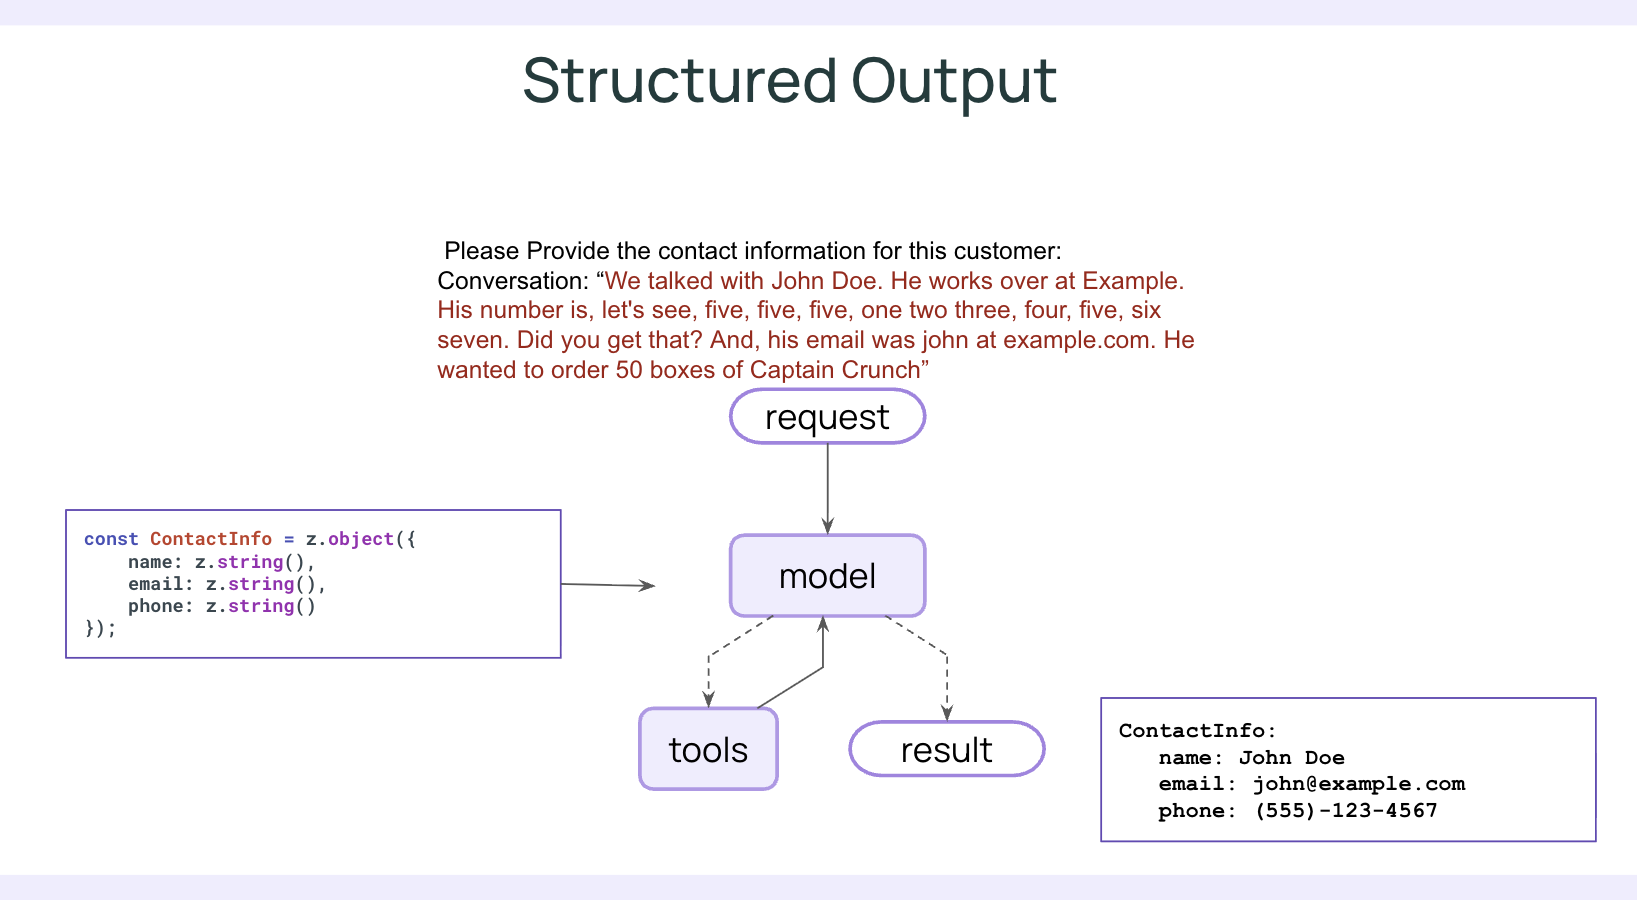 Structured Output
Please Provide the contact information for this customer:
Conversation: “We talked with John Doe. He works over at Example.
His number is, let's see, five, five, five, one two three, four, five, six
seven. Did you get that? And, his email was john at example.com. He
wanted to order 50 boxes of Captain Crunch”
request
const ContactInfo = z.object({
    name: z.string(),
    email: z.string(),
    phone: z.string()
});
model
tools
result
ContactInfo:
   name: John Doe
   email: john@example.com
   phone: (555)-123-4567